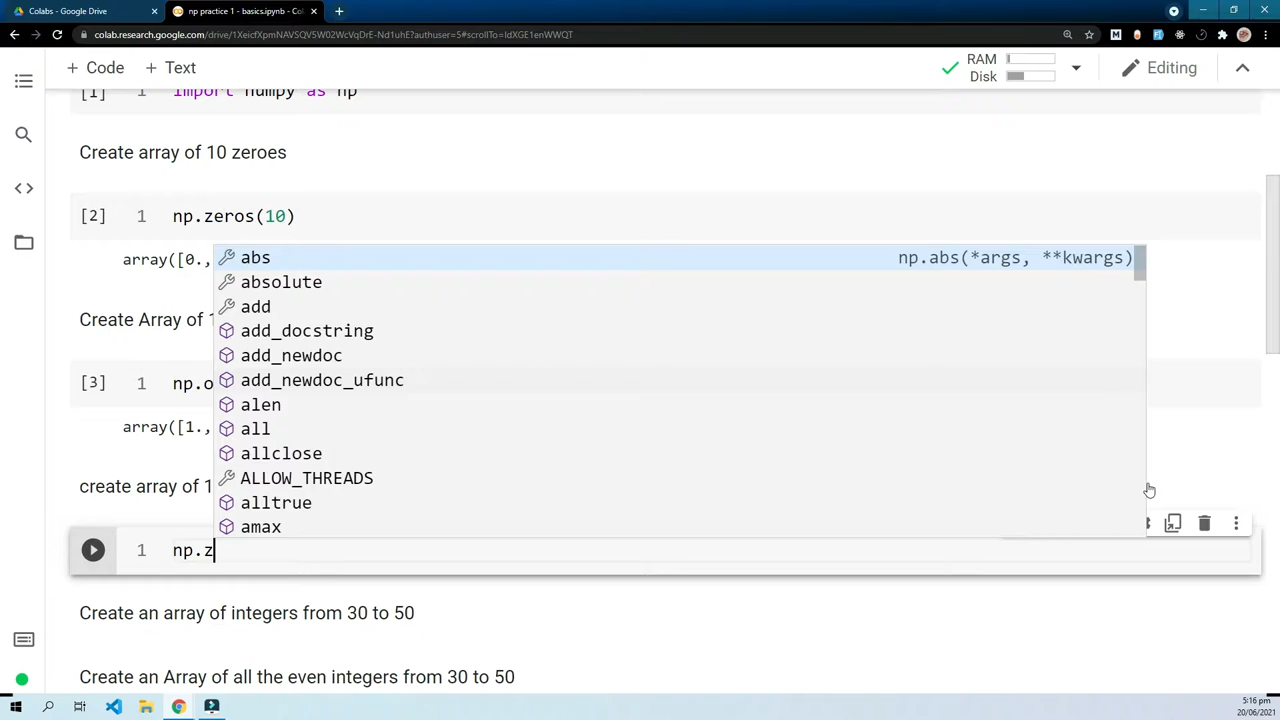 Colabs - Google Drive
np practice 1 - basics.ipynb - Col
colab.research.google.com/drive/1XeicfXpmNAVSQV5W02WcVqDrE-Nd1uhE?authuser=5#scrollTo=IdXGE1enWWQT
+ Code + Text
RAM
Disk
Editing
[1] 1 import numpy as np
Create array of 10 zeroes
[2] 1 np.zeros(10)
array([0.,
abs np.abs(*args, **kwargs)
absolute
add
Create Array of 1
add_docstring
add_newdoc
[3] 1 np.o
add_newdoc_ufunc
alen
array([1.,
all
allclose
ALLOW_THREADS
create array of 1
alltrue
amax
1 np.z
Create an array of integers from 30 to 50
Create an Array of all the even integers from 30 to 50
5:16 pm
20/06/2021